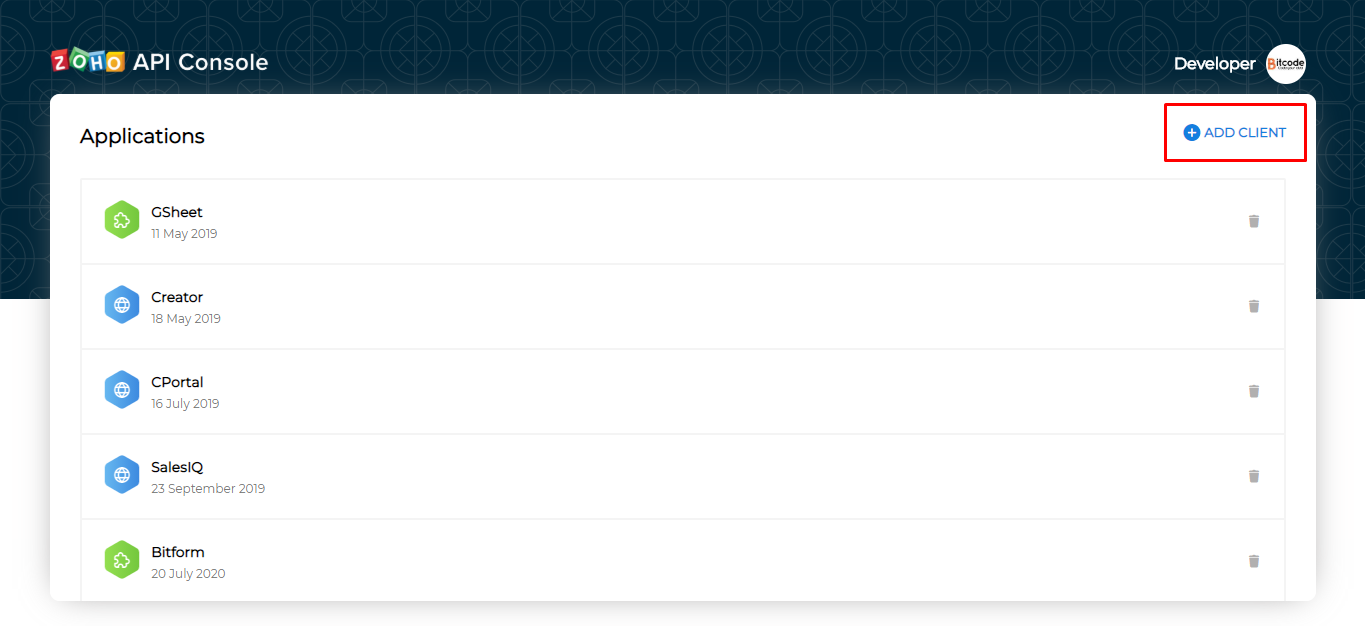 ZOHO API Console
Developer
Bitcode
Applications
ADD CLIENT
GSheet
11 May 2019
Creator
18 May 2019
CPortal
16 July 2019
SalesIQ
23 September 2019
Bitform
20 July 2020